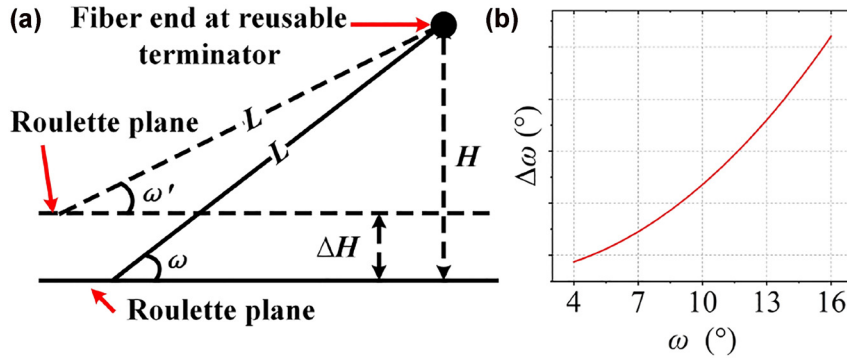 (a) Fiber end at reusable
terminator
Roulette plane
L
L
H
ω′
ΔH
ω
Roulette plane
(b)
Δω (°)
4 7 10 13 16
ω (°)